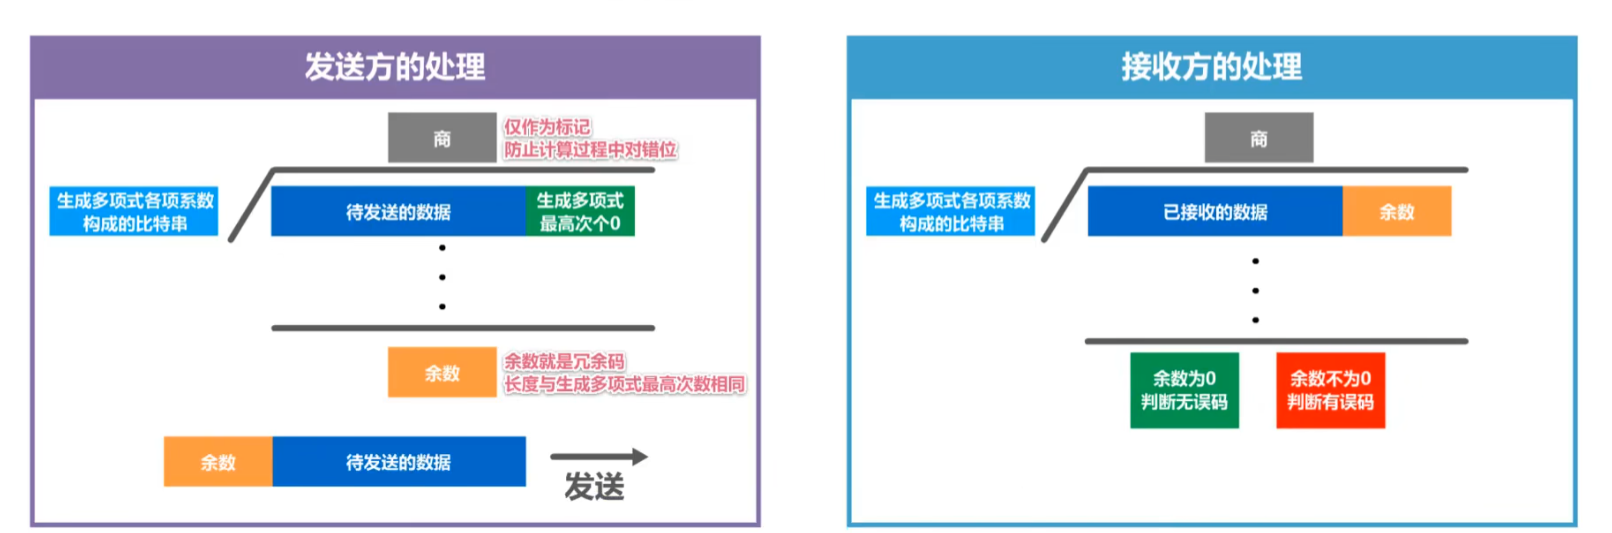 发送方的处理
商
仅作为标记
防止计算过程中对错位
生成多项式各项系数
构成的比特串
待发送的数据
生成多项式
最高次个0
余数
余数就是冗余码
长度与生成多项式最高次数相同
余数
待发送的数据
发送
接收方的处理
商
生成多项式各项系数
构成的比特串
已接收的数据
余数
余数为0
判断无误码
余数不为0
判断有误码